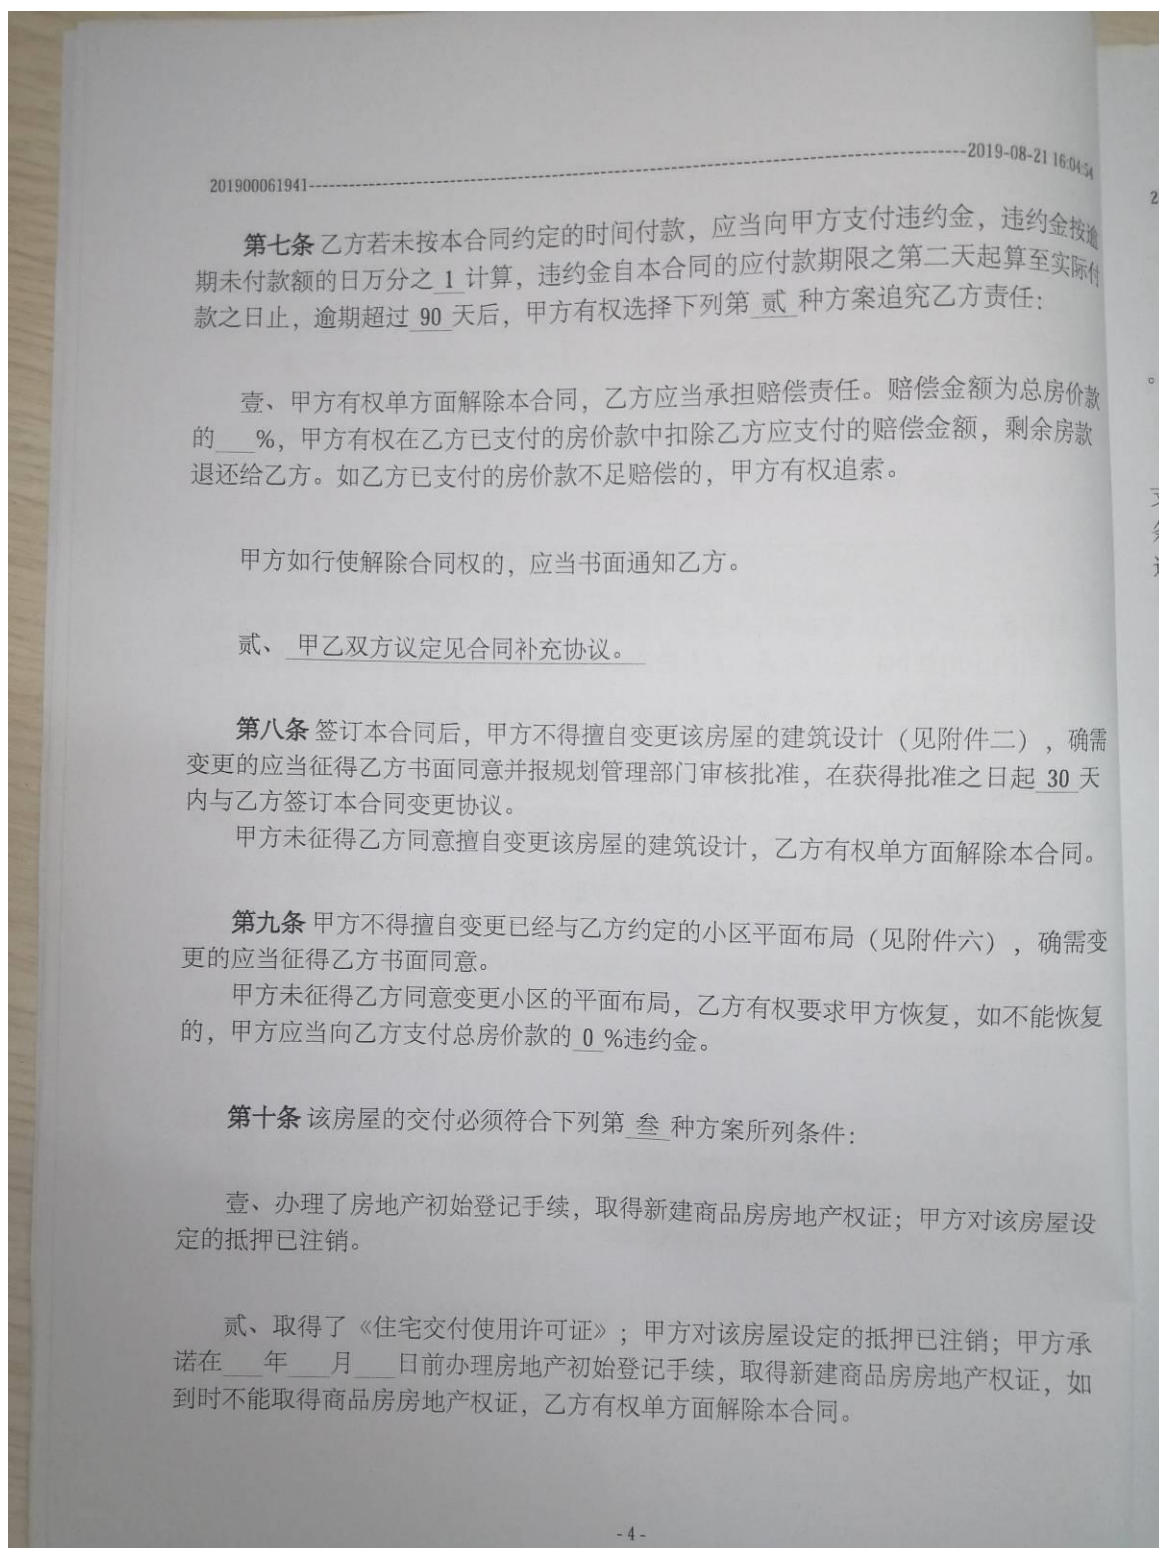 201900061941--------------------2019-08-21 16:04:54
第七条 乙方若未按本合同约定的时间付款，应当向甲方支付违约金，违约金按逾
期未付款额的日万分之 1 计算，违约金自本合同的应付款期限之第二天起算至实际付
款之日止，逾期超过 90 天后，甲方有权选择下列第 贰 种方案追究乙方责任：
壹、甲方有权单方面解除本合同，乙方应当承担赔偿责任。赔偿金额为总房价款
的___%，甲方有权在乙方已支付的房价款中扣除乙方应支付的赔偿金额，剩余房款
退还给乙方。如乙方已支付的房价款不足赔偿的，甲方有权追索。
甲方如行使解除合同权的，应当书面通知乙方。
贰、 甲乙双方议定见合同补充协议。
第八条 签订本合同后，甲方不得擅自变更该房屋的建筑设计（见附件二），确需
变更的应当征得乙方书面同意并报规划管理部门审核批准，在获得批准之日起 30 天
内与乙方签订本合同变更协议。
甲方未征得乙方同意擅自变更该房屋的建筑设计，乙方有权单方面解除本合同。
第九条 甲方不得擅自变更已经与乙方约定的小区平面布局（见附件六），确需变
更的应当征得乙方书面同意。
甲方未征得乙方同意变更小区的平面布局，乙方有权要求甲方恢复，如不能恢复
的，甲方应当向乙方支付总房价款的 0 %违约金。
第十条 该房屋的交付必须符合下列第 叁 种方案所列条件：
壹、办理了房地产初始登记手续，取得新建商品房房地产权证；甲方对该房屋设
定的抵押已注销。
贰、取得了《住宅交付使用许可证》；甲方对该房屋设定的抵押已注销；甲方承
诺在___年___月___日前办理房地产初始登记手续，取得新建商品房房地产权证，如
到时不能取得商品房房地产权证，乙方有权单方面解除本合同。
- 4 -